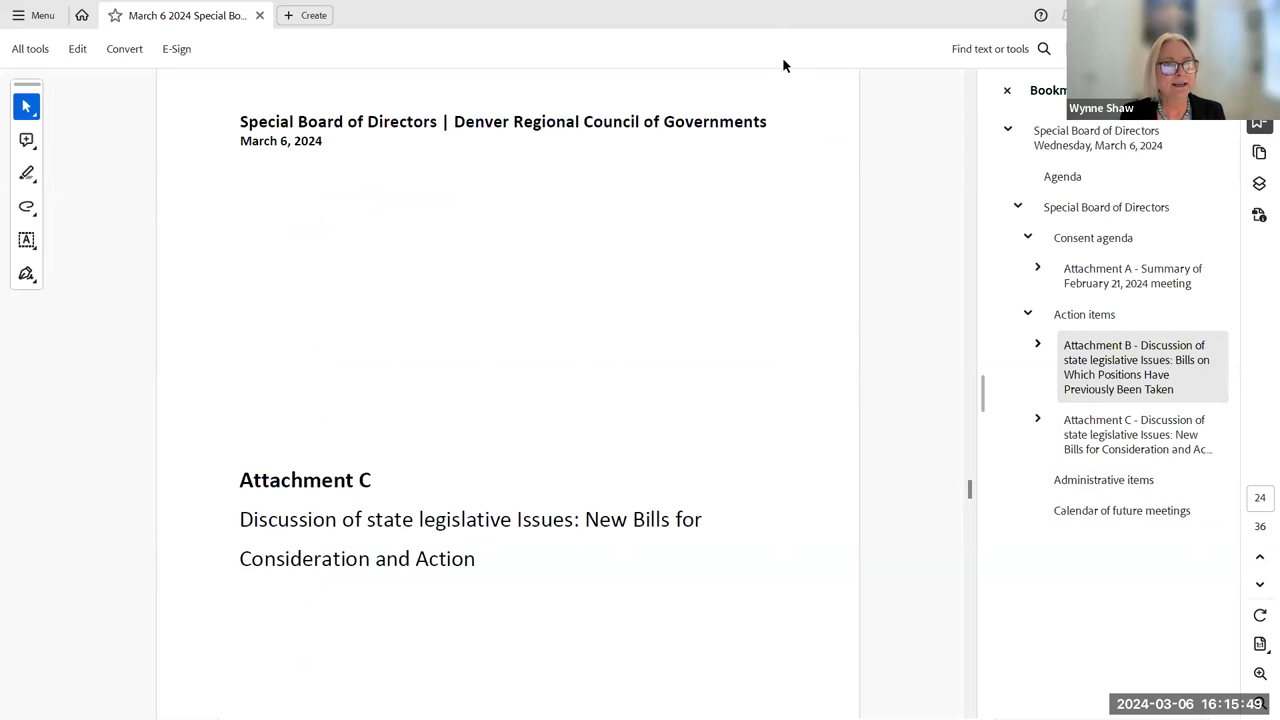 Menu
March 6 2024 Special Bo...
Create
All tools
Edit
Convert
E-Sign
Find text or tools
Wynne Shaw
Special Board of Directors | Denver Regional Council of Governments
March 6, 2024
Attachment C
Discussion of state legislative Issues: New Bills for
Consideration and Action
Special Board of Directors
Wednesday, March 6, 2024
Agenda
Special Board of Directors
Consent agenda
Attachment A - Summary of
February 21, 2024 meeting
Action items
Attachment B - Discussion of
state legislative Issues: Bills on
Which Positions Have
Previously Been Taken
Attachment C - Discussion of
state legislative Issues: New
Bills for Consideration and Ac...
Administrative items
Calendar of future meetings
24
36
2024-03-06 16:15:49